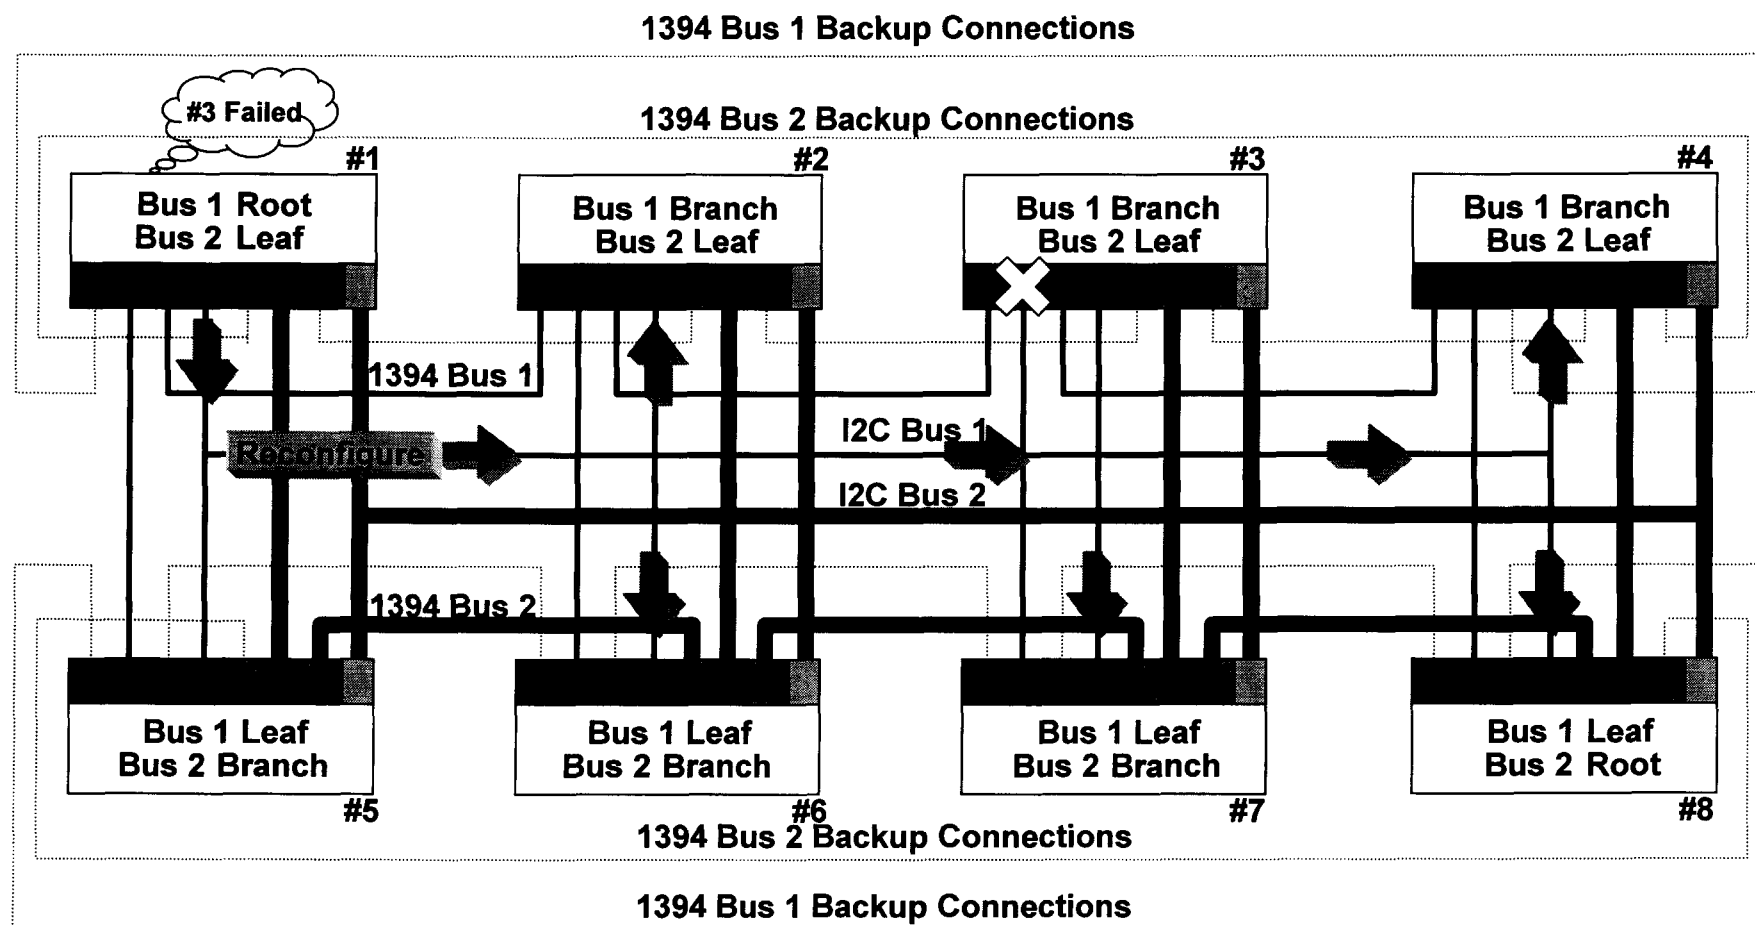 1394 Bus 1 Backup Connections
#3 Failed
1394 Bus 2 Backup Connections
#1
#2
#3
#4
Bus 1 Root
Bus 2 Leaf
Bus 1 Branch
Bus 2 Leaf
Bus 1 Branch
Bus 2 Leaf
Bus 1 Branch
Bus 2 Leaf
1394 Bus 1
Reconfigure
I2C Bus 1
I2C Bus 2
1394 Bus 2
Bus 1 Leaf
Bus 2 Branch
Bus 1 Leaf
Bus 2 Branch
Bus 1 Leaf
Bus 2 Branch
Bus 1 Leaf
Bus 2 Root
#5
#6
#7
#8
1394 Bus 2 Backup Connections
1394 Bus 1 Backup Connections